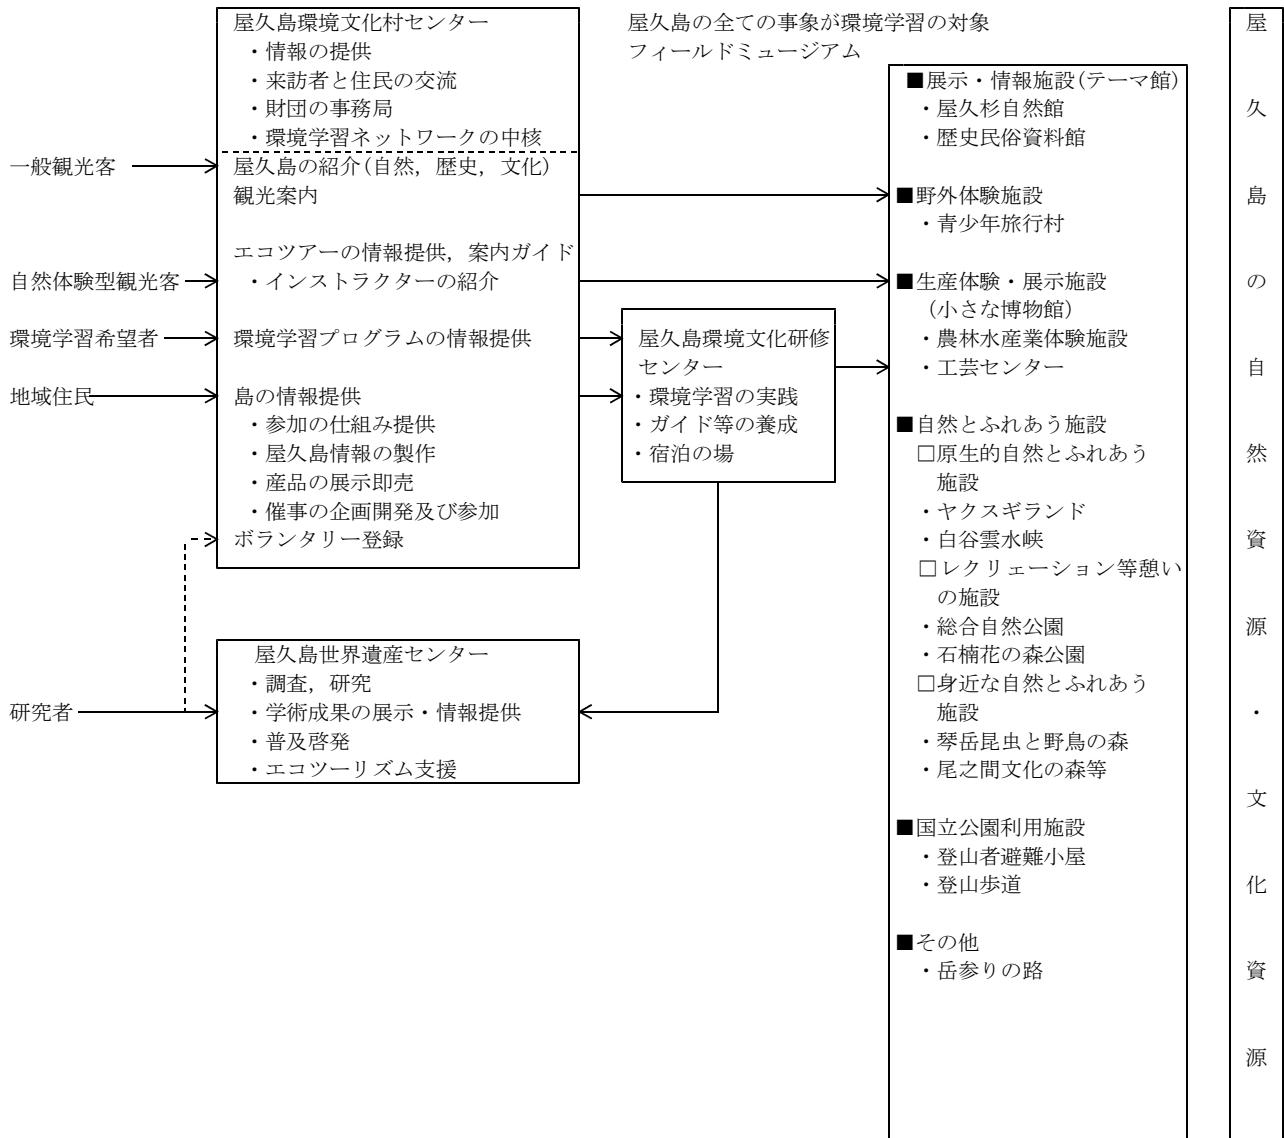 一般観光客
自然体験型観光客
環境学習希望者
地域住民
研究者
屋久島環境文化村センター
・情報の提供
・来訪者と住民の交流
・財団の事務局
・環境学習ネットワークの中核
屋久島の紹介(自然，歴史，文化)
観光案内
エコツアーの情報提供，案内ガイド
・インストラクターの紹介
環境学習プログラムの情報提供
島の情報提供
・参加の仕組み提供
・屋久島情報の製作
・産品の展示即売
・催事の企画開発及び参加
ボランタリー登録
屋久島世界遺産センター
・調査，研究
・学術成果の展示・情報提供
・普及啓発
・エコツーリズム支援
屋久島環境文化研修
センター
・環境学習の実践
・ガイド等の養成
・宿泊の場
屋久島の全ての事象が環境学習の対象
フィールドミュージアム
■展示・情報施設(テーマ館)
・屋久杉自然館
・歴史民俗資料館
■野外体験施設
・青少年旅行村
■生産体験・展示施設
(小さな博物館)
・農林水産業体験施設
・工芸センター
■自然とふれあう施設
□原生的自然とふれあう
施設
・ヤクスギランド
・白谷雲水峡
□レクリェーション等憩い
の施設
・総合自然公園
・石楠花の森公園
□身近な自然とふれあう
施設
・琴岳昆虫と野鳥の森
・尾之間文化の森等
■国立公園利用施設
・登山者避難小屋
・登山歩道
■その他
・岳参りの路
屋久島の自然資源・文化資源